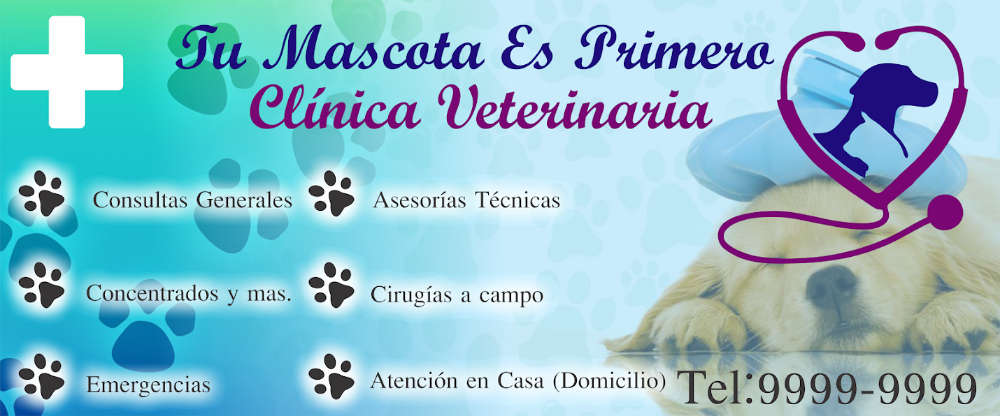 Tu Mascota Es Primero
Clínica Veterinaria
Consultas Generales
Asesorías Técnicas
Concentrados y mas.
Cirugías a campo
Emergencias
Atención en Casa (Domicilio)
Tel:9999-9999